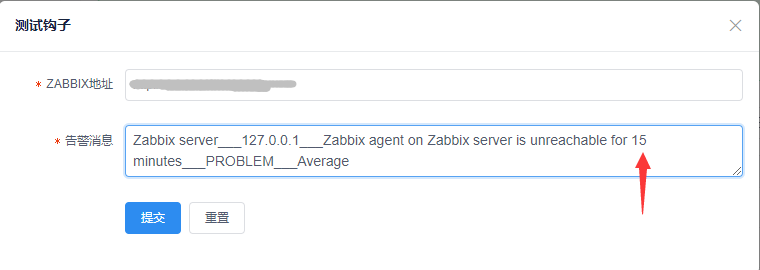 测试钩子
* ZABBIX地址
* 告警消息
Zabbix server___127.0.0.1___Zabbix agent on Zabbix server is unreachable for 15
minutes___PROBLEM___Average
提交
重置